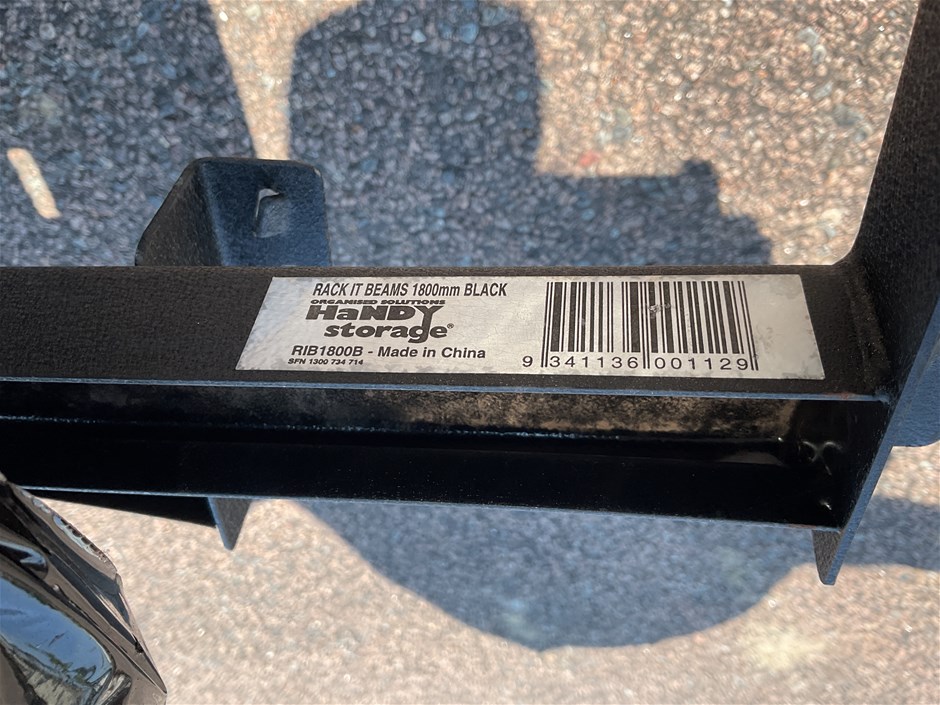 RACK IT BEAMS 1800mm BLACK
ORGANISED SOLUTIONS
HaNDY
storage®
RIB1800B - Made in China
SFN 1300 734 714
9 341136 001129